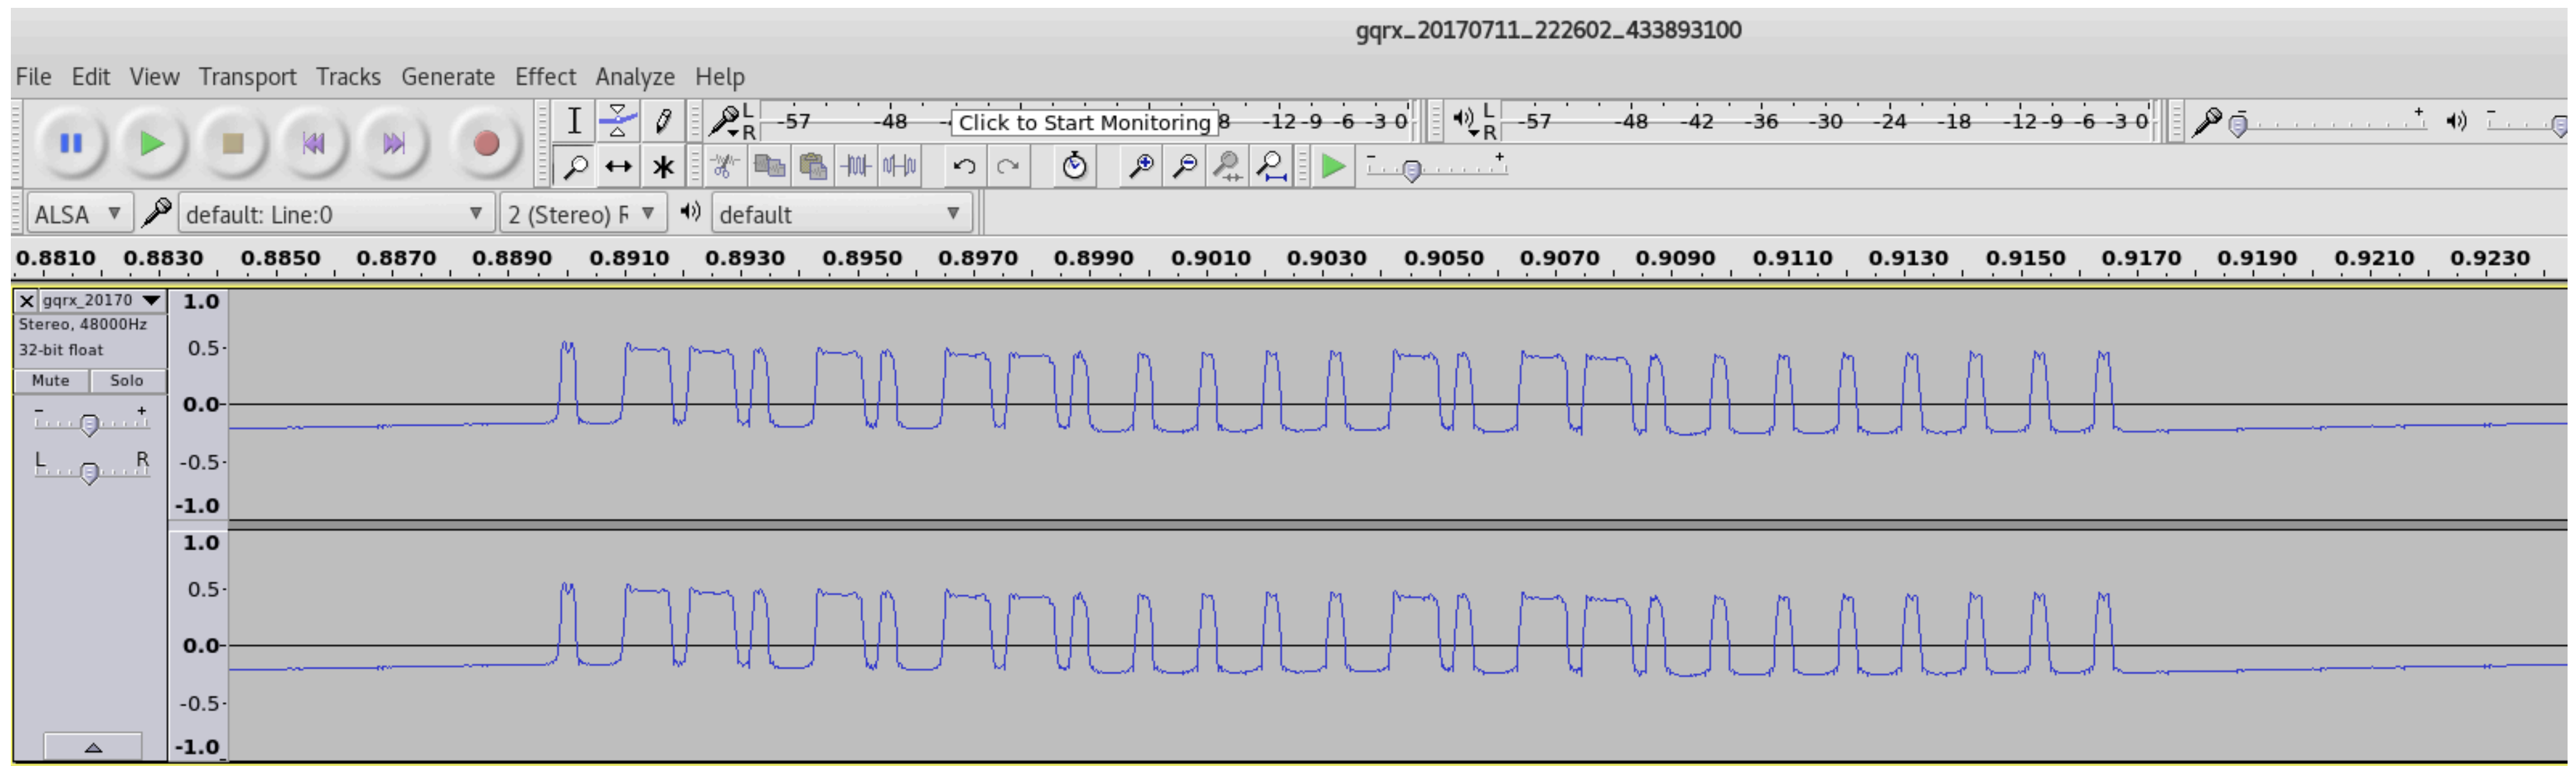 gqrx_20170711_222602_433893100
File Edit View Transport Tracks Generate Effect Analyze Help
L R -57 -48 -4 Click to Start Monitoring 8 -12 -9 -6 -3 0 L R -57 -48 -42 -36 -30 -24 -18 -12 -9 -6 -3 0 - + -
- +
ALSA default: Line:0 2 (Stereo) F default
0.8810 0.8830 0.8850 0.8870 0.8890 0.8910 0.8930 0.8950 0.8970 0.8990 0.9010 0.9030 0.9050 0.9070 0.9090 0.9110 0.9130 0.9150 0.9170 0.9190 0.9210 0.9230
X gqrx_20170 1.0
Stereo, 48000Hz
32-bit float 0.5
Mute Solo
- + 0.0
L R -0.5
-1.0
1.0
0.5
0.0
-0.5
-1.0